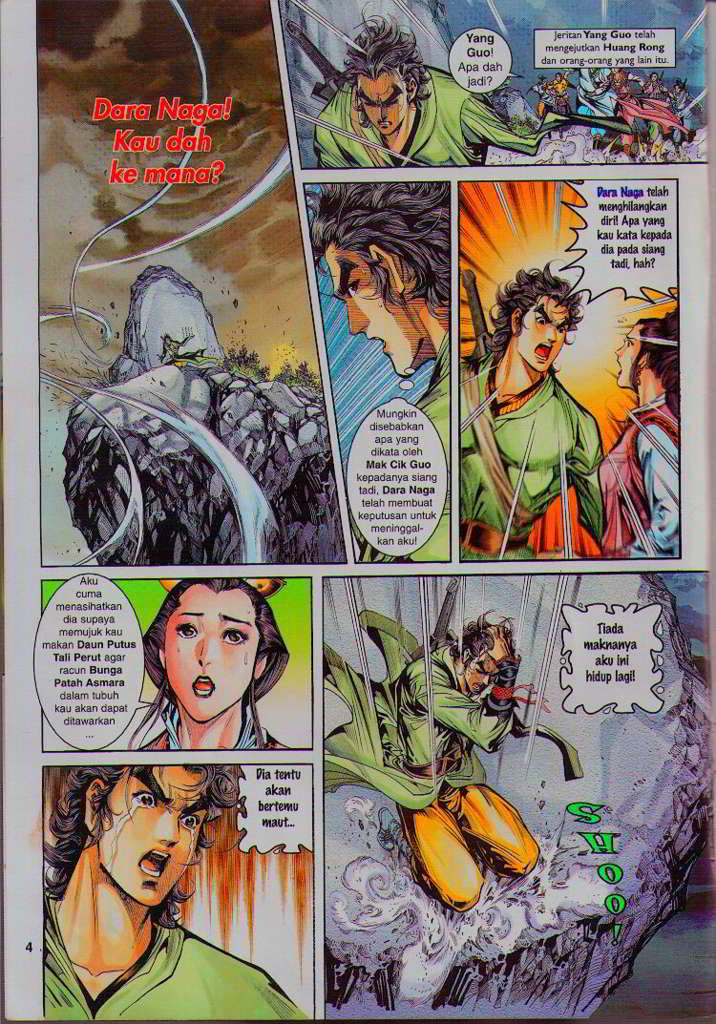 Dara Naga!
Kau dah
ke mana?
Yang
Guo!
Apa dah
jadi?
Jeritan Yang Guo telah
mengejutkan Huang Rong
dan orang-orang yang lain itu.
Mungkin
disebabkan
apa yang
dikata oleh
Mak Cik Guo
kepadanya siang
tadi, Dara Naga
telah membuat
keputusan untuk
meninggal-
kan aku!
Dara Naga telah
menghilangkan
diri! Apa yang
kau kata kepada
dia pada siang
tadi, hah?
Aku
cuma
menasihatkan
dia supaya
memujuk kau
makan Daun Putus
Tali Perut agar
racun Bunga
Patah Asmara
dalam tubuh
kau akan dapat
ditawarkan
...
Tiada
maknanya
aku ini
hidup lagi!
Dia tentu
akan
bertemu
maut...
SHOO!
4